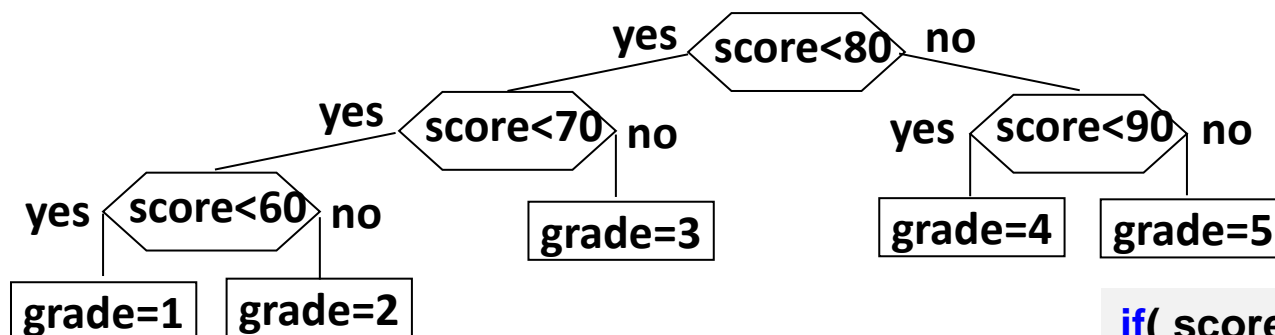 yes score<80 no
yes score<70 no yes score<90 no
yes score<60 no grade=3 grade=4 grade=5
grade=1 grade=2
if( score